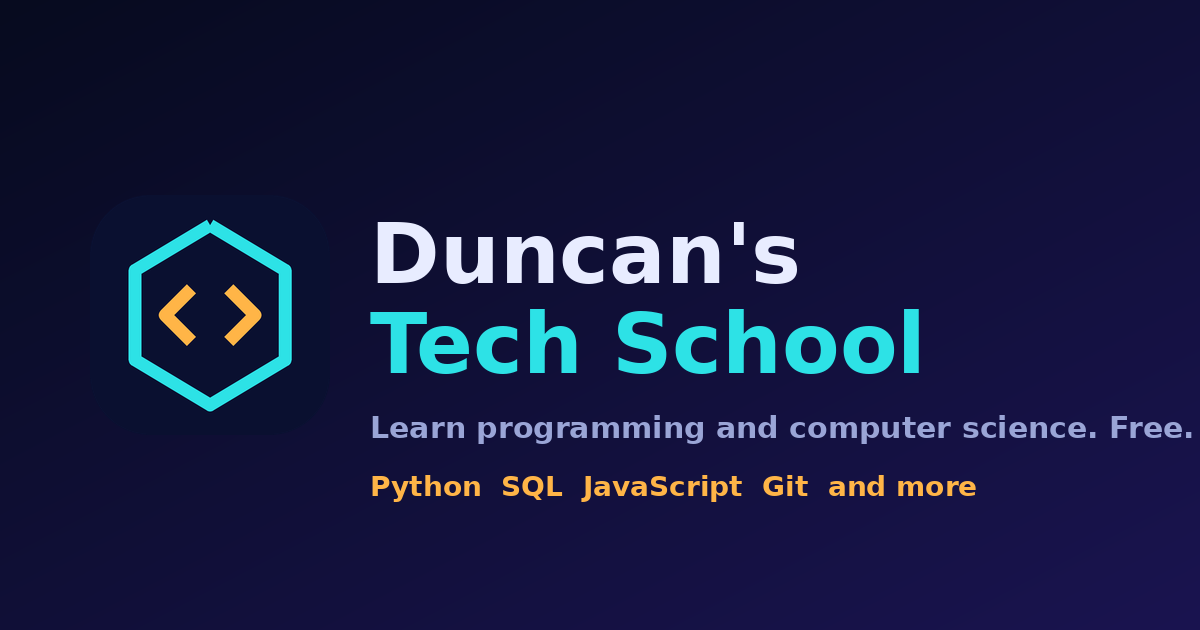 Duncan's
Tech School
Learn programming and computer science. Free.
Python SQL JavaScript Git and more